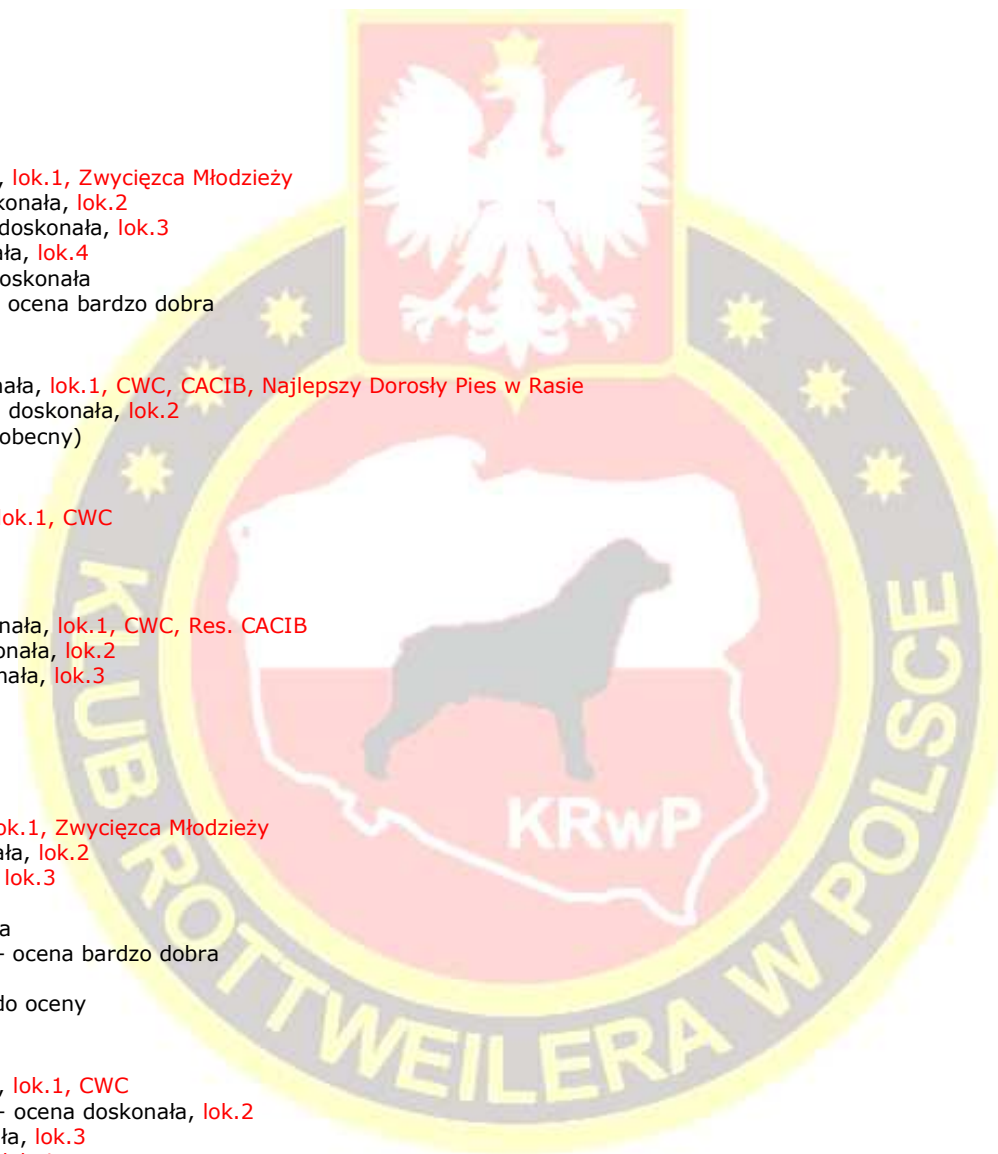 , lok.1, Zwycięzca Młodzieży
konała, lok.2
doskonała, lok.3
ała, lok.4
oskonała
ocena bardzo dobra
nała, lok.1, CWC, CACIB, Najlepszy Dorosły Pies w Rasie
doskonała, lok.2
obecny)
lok.1, CWC
nała, lok.1, CWC, Res. CACIB
onała, lok.2
nała, lok.3
ok.1, Zwycięzca Młodzieży
ała, lok.2
lok.3
a
- ocena bardzo dobra
do oceny
, lok.1, CWC
- ocena doskonała, lok.2
ła, lok.3
KLUB ROTTWEILERA W POLSCE
KRwP